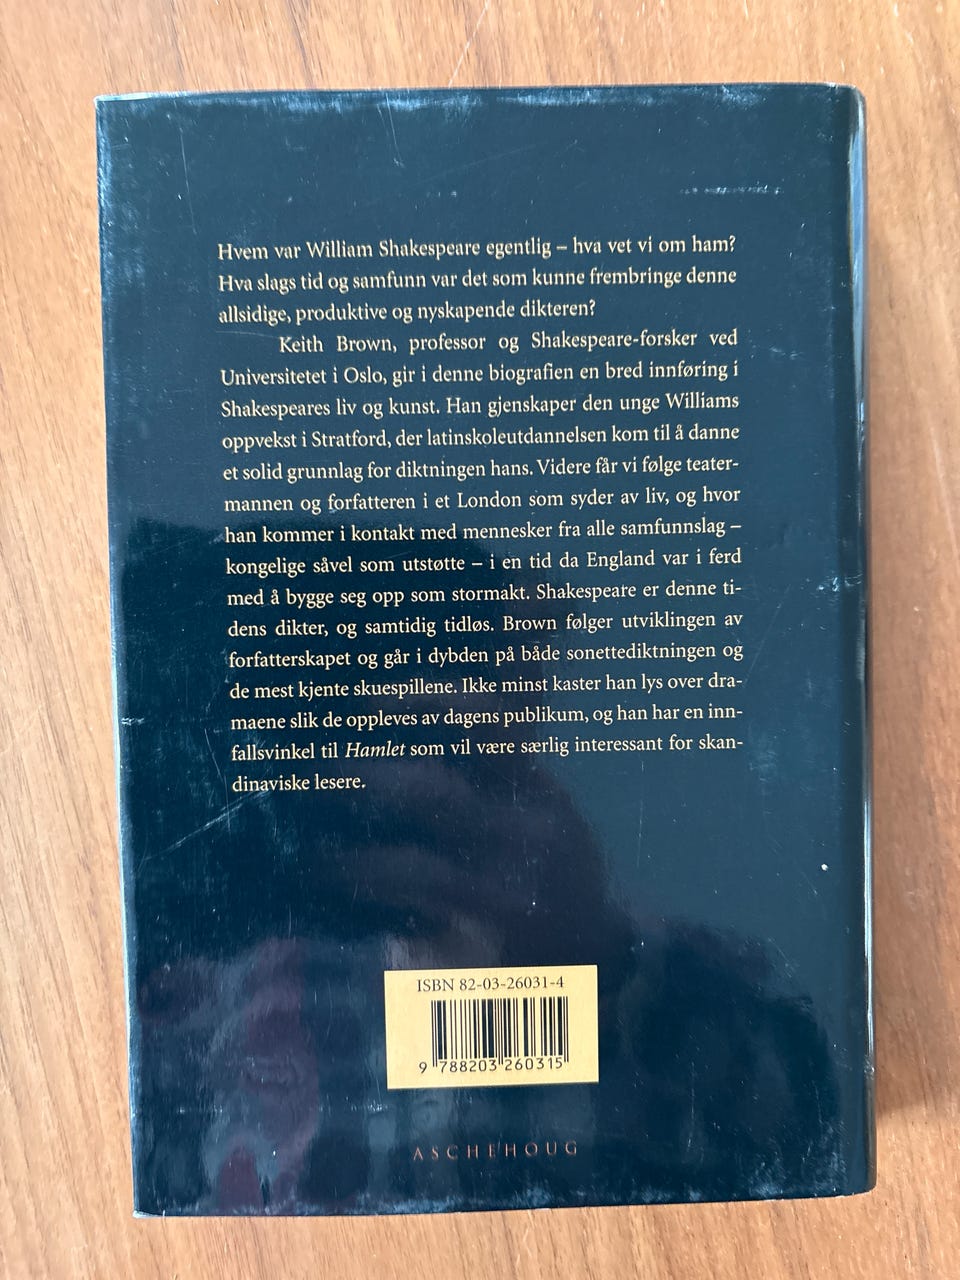 Hvem var William Shakespeare egentlig – hva vet vi om ham?
Hva slags tid og samfunn var det som kunne frembringe denne
allsidige, produktive og nyskapende dikteren?
Keith Brown, professor og Shakespeare-forsker ved
Universitetet i Oslo, gir i denne biografien en bred innføring i
Shakespeares liv og kunst. Han gjenskaper den unge Williams
oppvekst i Stratford, der latinskoleutdannelsen kom til å danne
et solid grunnlag for diktningen hans. Videre får vi følge teater-
mannen og forfatteren i et London som syder av liv, og hvor
han kommer i kontakt med mennesker fra alle samfunnslag –
kongelige såvel som utstøtte – i en tid da England var i ferd
med å bygge seg opp som stormakt. Shakespeare er denne ti-
dens dikter, og samtidig tidløs. Brown følger utviklingen av
forfatterskapet og går i dybden på både sonettediktningen og
de mest kjente skuespillene. Ikke minst kaster han lys over dra-
maene slik de oppleves av dagens publikum, og han har en inn-
fallsvinkel til Hamlet som vil være særlig interessant for skan-
dinaviske lesere.
ISBN 82-03-26031-4
9 788203 260315
ASCHEHOUG